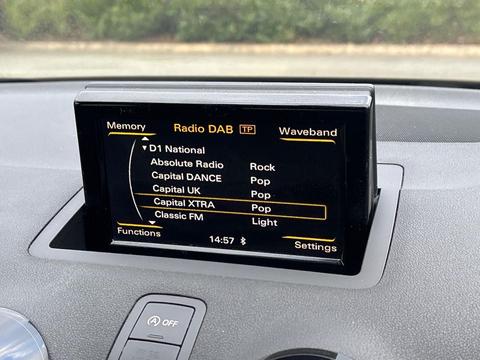 Memory Radio DAB TP Waveband
D1 National
Absolute Radio Rock
Capital DANCE Pop
Capital UK Pop
Capital XTRA Pop
Classic FM Light
Functions 14:57 Settings
A OFF